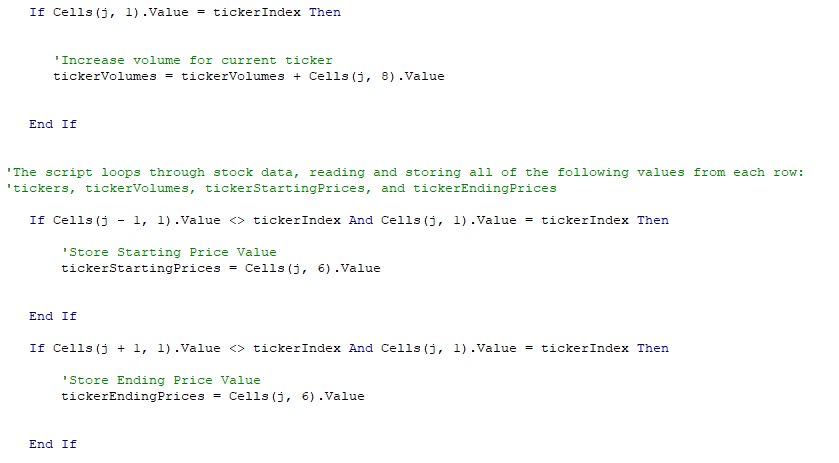 If Cells(j, 1).Value = tickerIndex Then
'Increase volume for current ticker
tickerVolumes = tickerVolumes + Cells(j, 8).Value
End If
'The script loops through stock data, reading and storing all of the following values from each row:
'tickers, tickerVolumes, tickerStartingPrices, and tickerEndingPrices
If Cells(j - 1, 1).Value <> tickerIndex And Cells(j, 1).Value = tickerIndex Then
'Store Starting Price Value
tickerStartingPrices = Cells(j, 6).Value
End If
If Cells(j + 1, 1).Value <> tickerIndex And Cells(j, 1).Value = tickerIndex Then
'Store Ending Price Value
tickerEndingPrices = Cells(j, 6).Value
End If